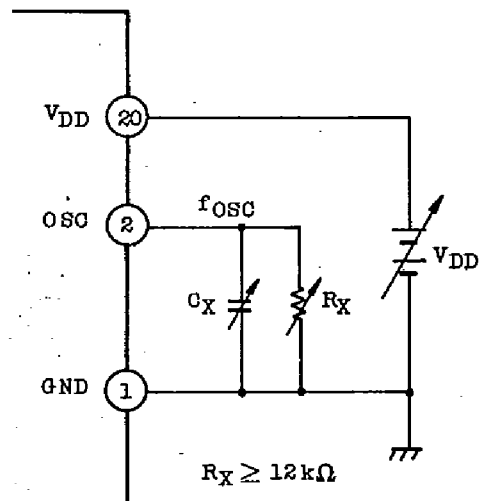 VDD 20
OSC 2 fOSC
VDD
CX RX
GND 1
RX ≥ 12kΩ